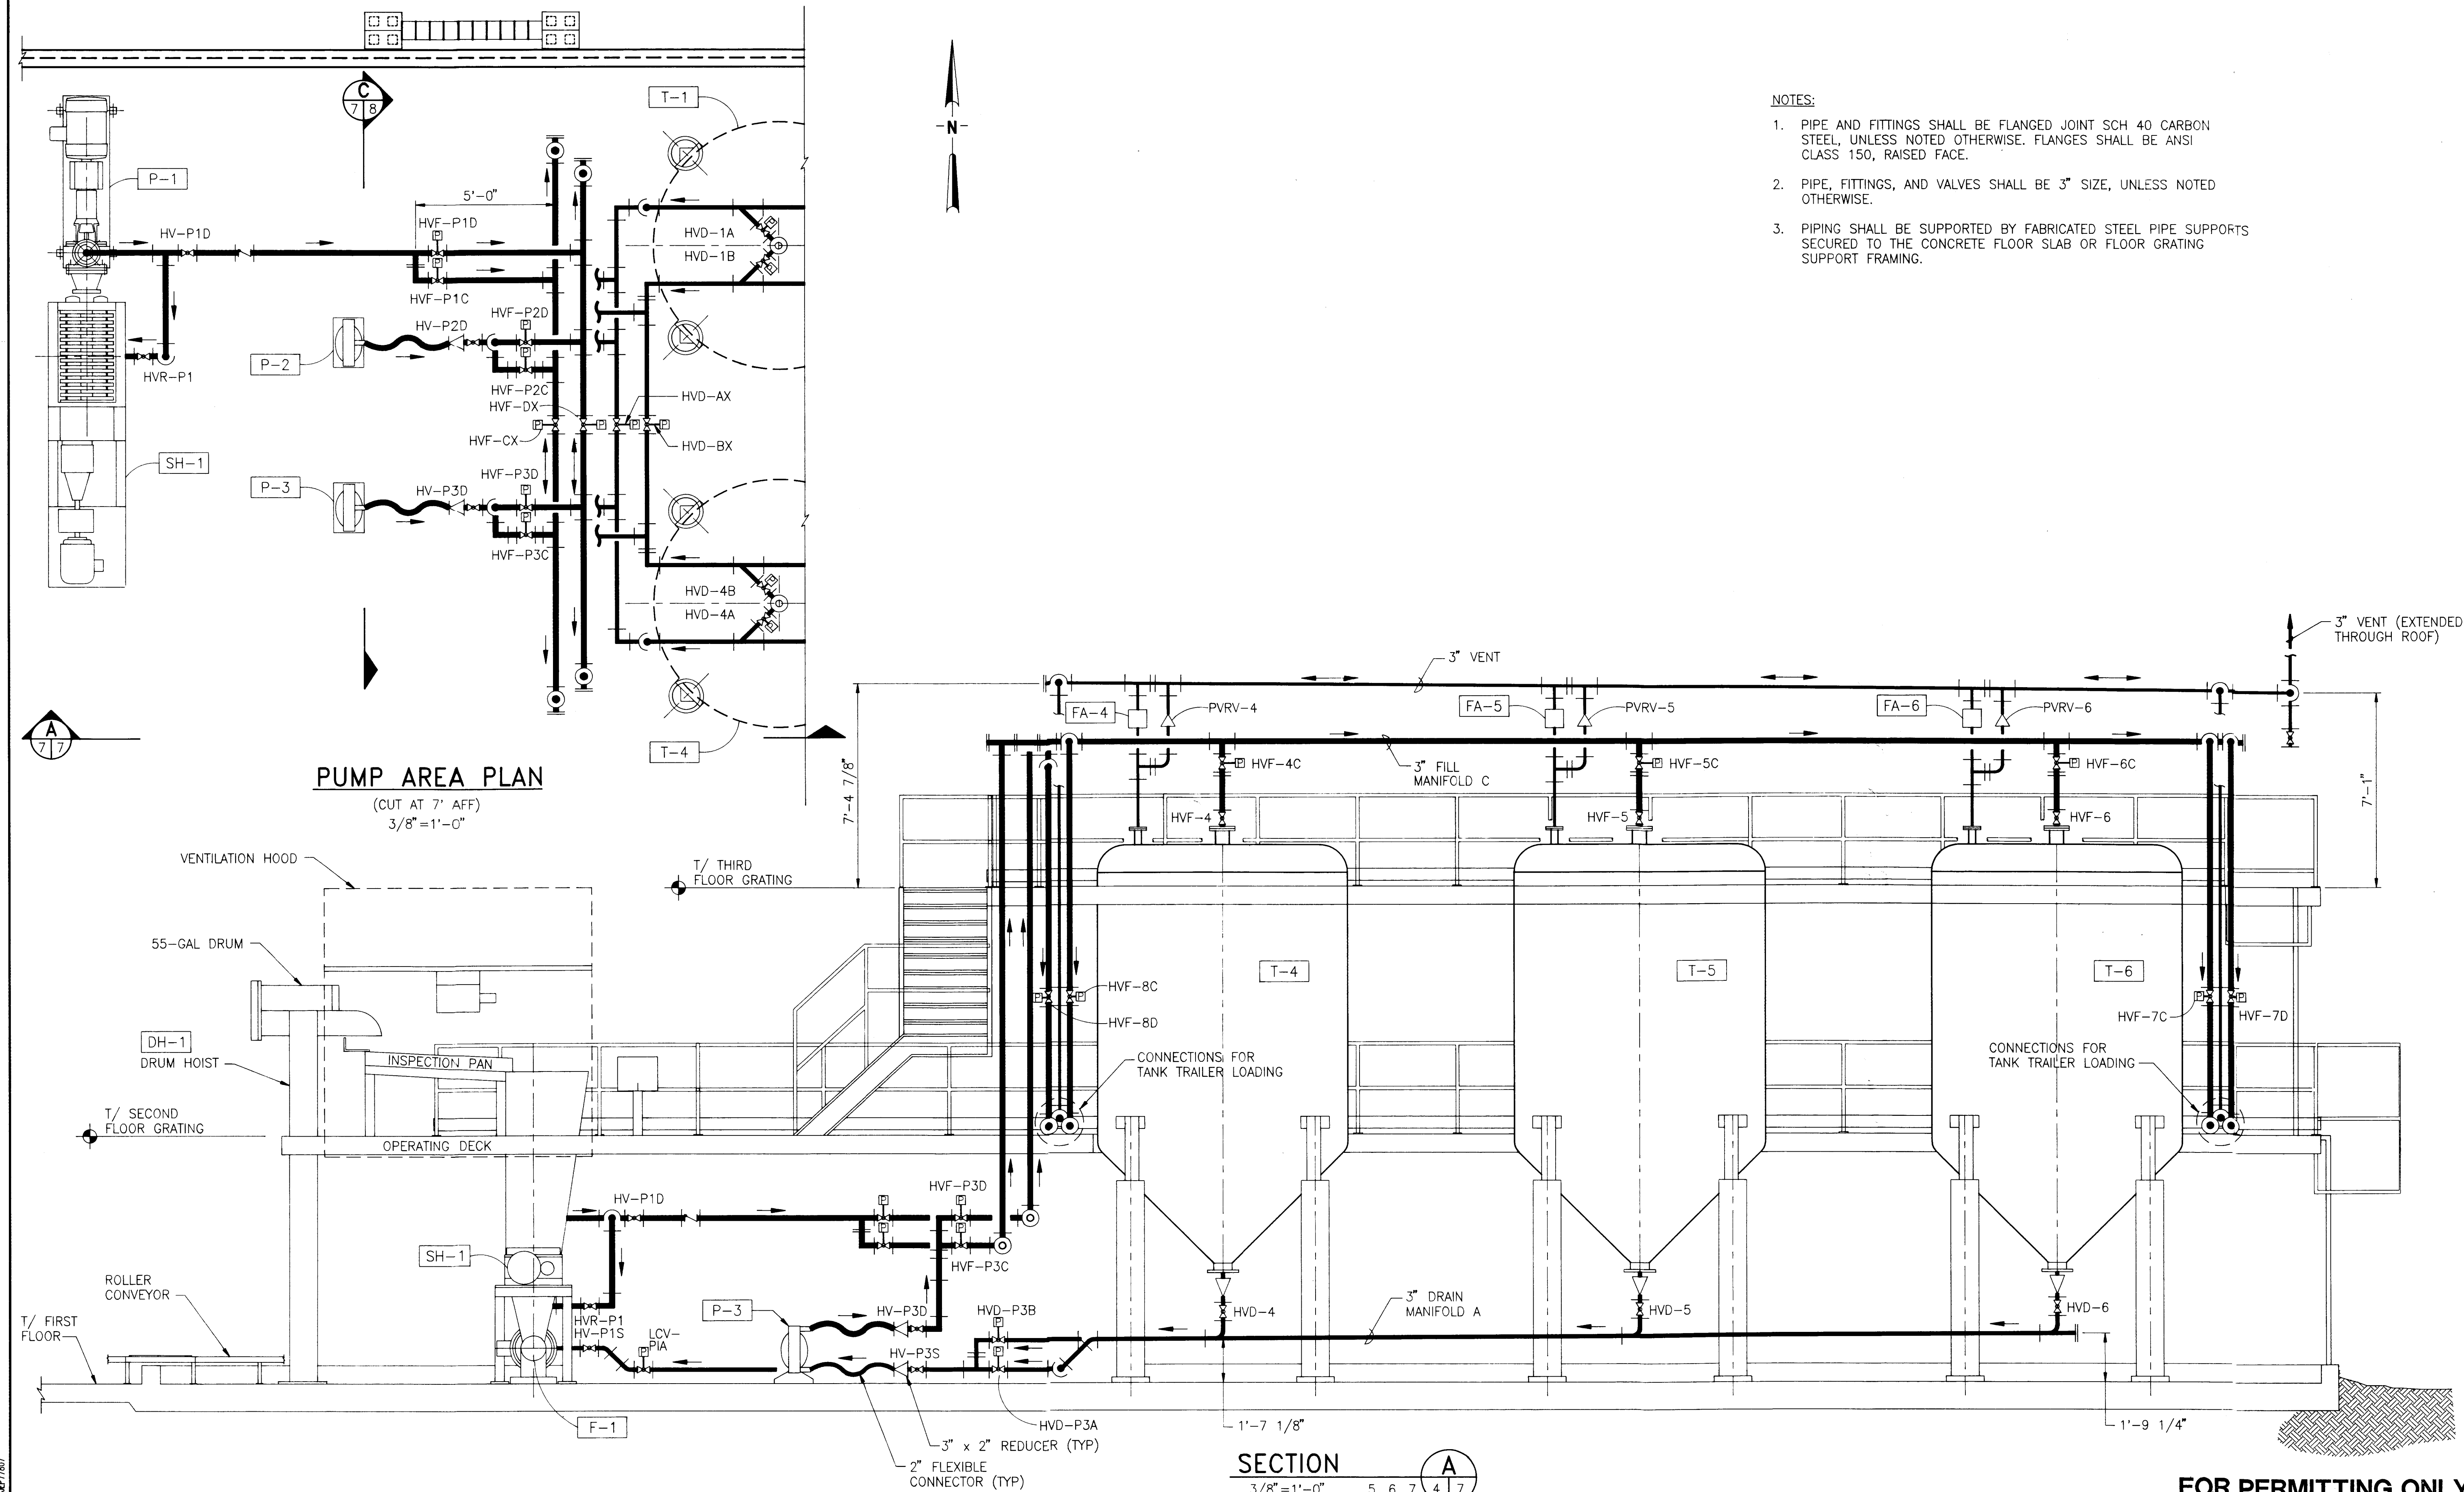 C
7 8
T-1
P-1
5'-0"
HV-P1D
HVF-P1D
HVD-1A
HVD-1B
HVF-P1C
HVF-P2D
HV-P2D
P-2
HVR-P1
HVF-P2C
HVF-DX
HVD-AX
HVF-CX
HVD-BX
SH-1
HVF-P3D
P-3
HV-P3D
HVF-P3C
HVD-4B
HVD-4A
A
7 7
T-4
PUMP AREA PLAN
(CUT AT 7' AFF)
3/8"=1'-0"
N
NOTES:
1. PIPE AND FITTINGS SHALL BE FLANGED JOINT SCH 40 CARBON
STEEL, UNLESS NOTED OTHERWISE. FLANGES SHALL BE ANSI
CLASS 150, RAISED FACE.
2. PIPE, FITTINGS, AND VALVES SHALL BE 3" SIZE, UNLESS NOTED
OTHERWISE.
3. PIPING SHALL BE SUPPORTED BY FABRICATED STEEL PIPE SUPPORTS
SECURED TO THE CONCRETE FLOOR SLAB OR FLOOR GRATING
SUPPORT FRAMING.
3" VENT (EXTENDED
THROUGH ROOF)
3" VENT
FA-4
PVRV-4
FA-5
PVRV-5
FA-6
PVRV-6
HVF-4C
3" FILL
MANIFOLD C
HVF-5C
HVF-6C
7'-4 7/8"
7'-1"
HVF-4
HVF-5
HVF-6
VENTILATION HOOD
T/ THIRD
FLOOR GRATING
55-GAL DRUM
T-4
T-5
T-6
HVF-8C
HVF-8D
HVF-7C
HVF-7D
DH-1
DRUM HOIST
INSPECTION PAN
CONNECTIONS FOR
TANK TRAILER LOADING
CONNECTIONS FOR
TANK TRAILER LOADING
T/ SECOND
FLOOR GRATING
OPERATING DECK
HV-P1D
HVF-P3D
SH-1
HVF-P3C
ROLLER
CONVEYOR
P-3
HV-P3D
HVD-P3B
3" DRAIN
MANIFOLD A
HVD-4
HVD-5
HVD-6
T/ FIRST
FLOOR
HVR-P1
HV-P1S
LCV-
PIA
HV-P3S
F-1
HVD-P3A
1'-7 1/8"
1'-9 1/4"
3" x 2" REDUCER (TYP)
2" FLEXIBLE
CONNECTOR (TYP)
SECTION
A
3/8"=1'-0"
5 6 7 4 7
FOR PERMITTING ONLY